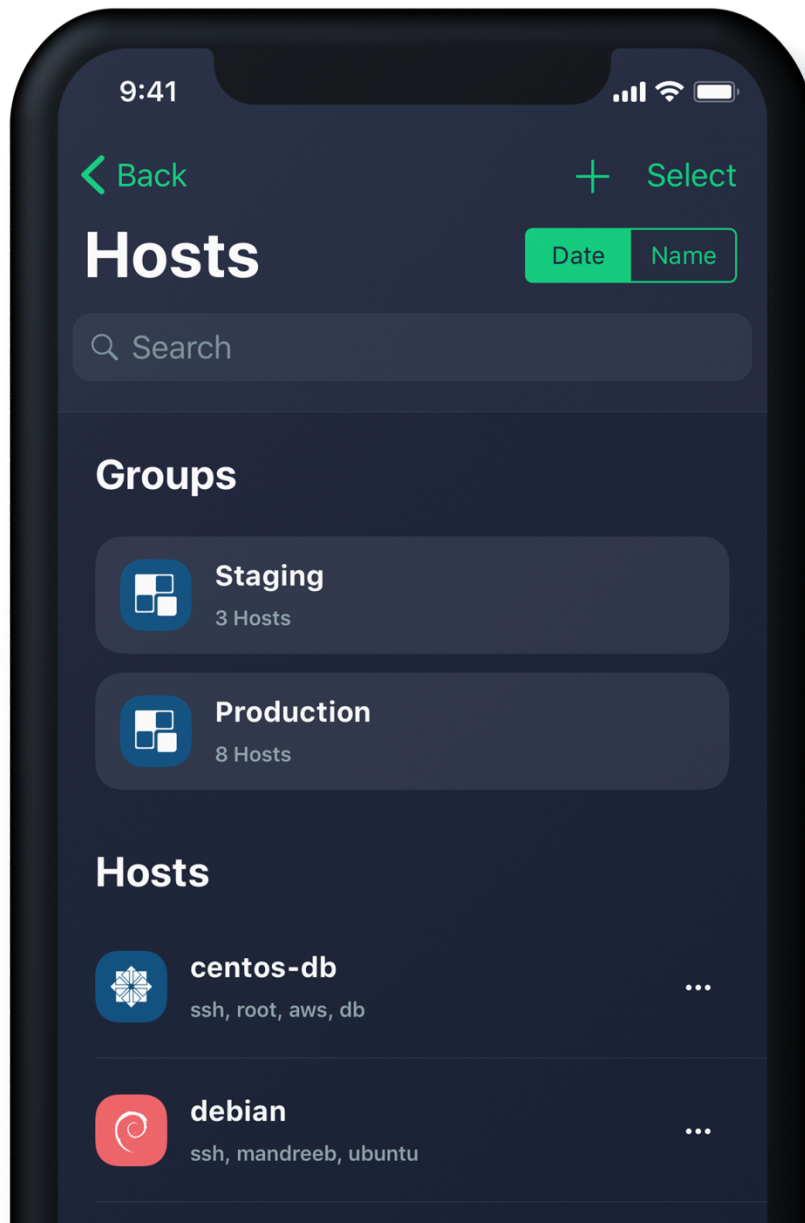 9:41
Back
Select
Hosts
Date
Name
Search
Groups
Staging
3 Hosts
Production
8 Hosts
Hosts
centos-db
ssh, root, aws, db
debian
ssh, mandreeb, ubuntu